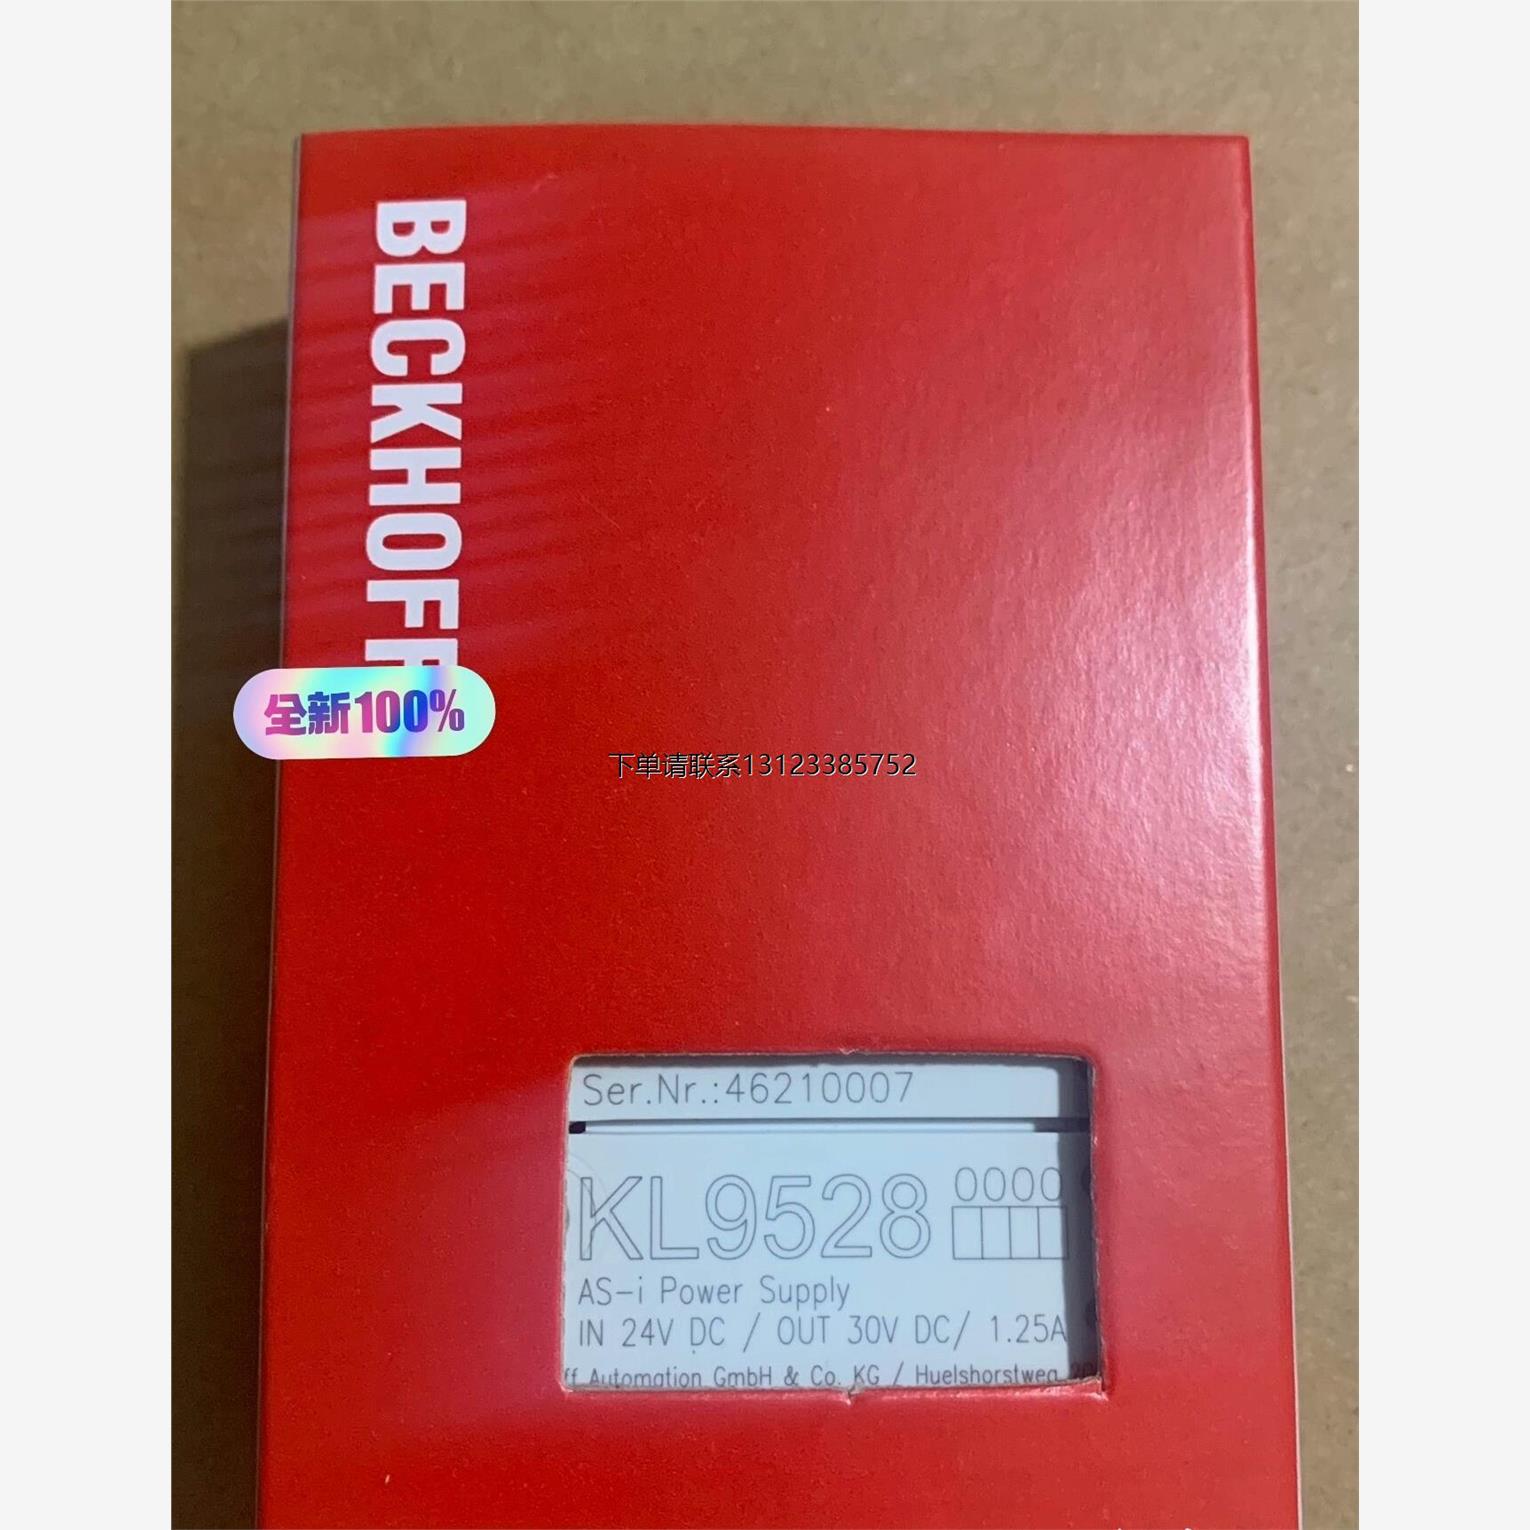 BECKHOFF
全新100%
下单请联系13123385752
Ser.Nr.:46210007
KL9528 0000
AS-i Power Supply
IN 24V DC / OUT 30V DC/ 1.25A
ff Automation GmbH & Co. KG / Huelshorstweg 20